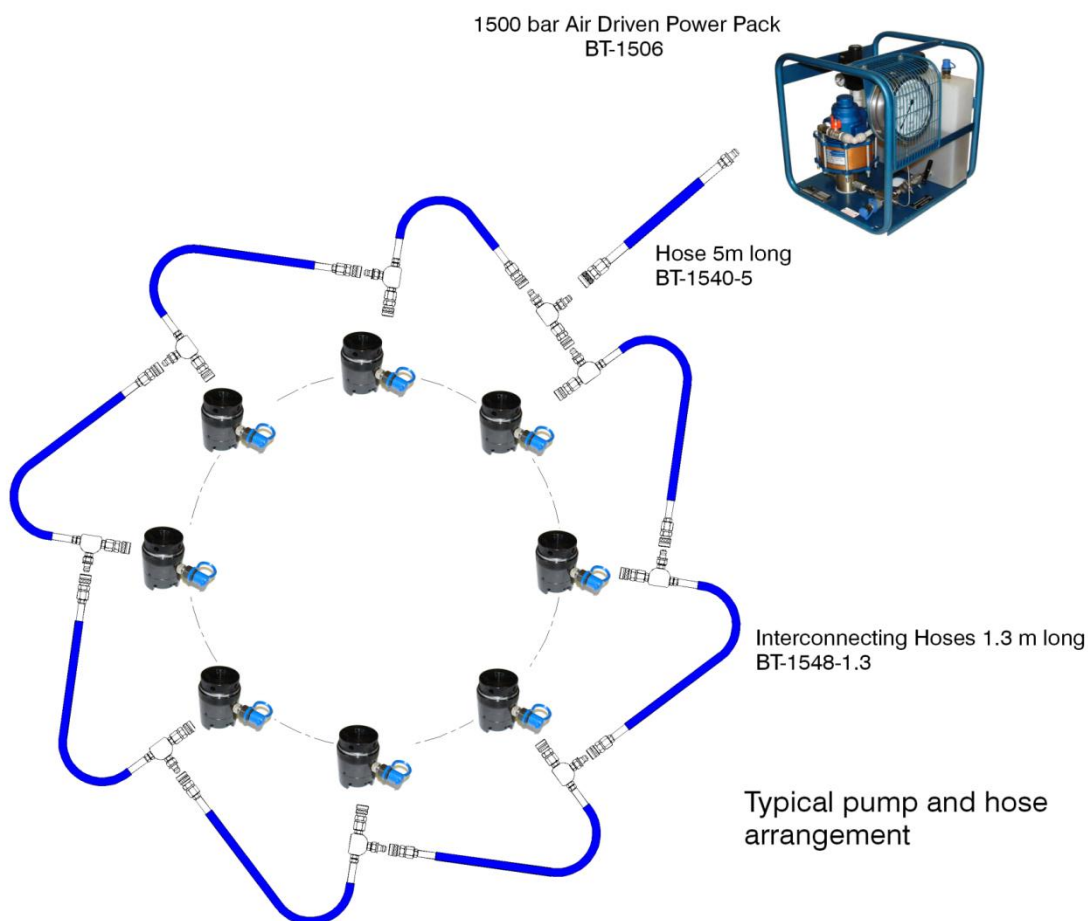 1500 bar Air Driven Power Pack
BT-1506
Hose 5m long
BT-1540-5
Interconnecting Hoses 1.3 m long
BT-1548-1.3
Typical pump and hose
arrangement